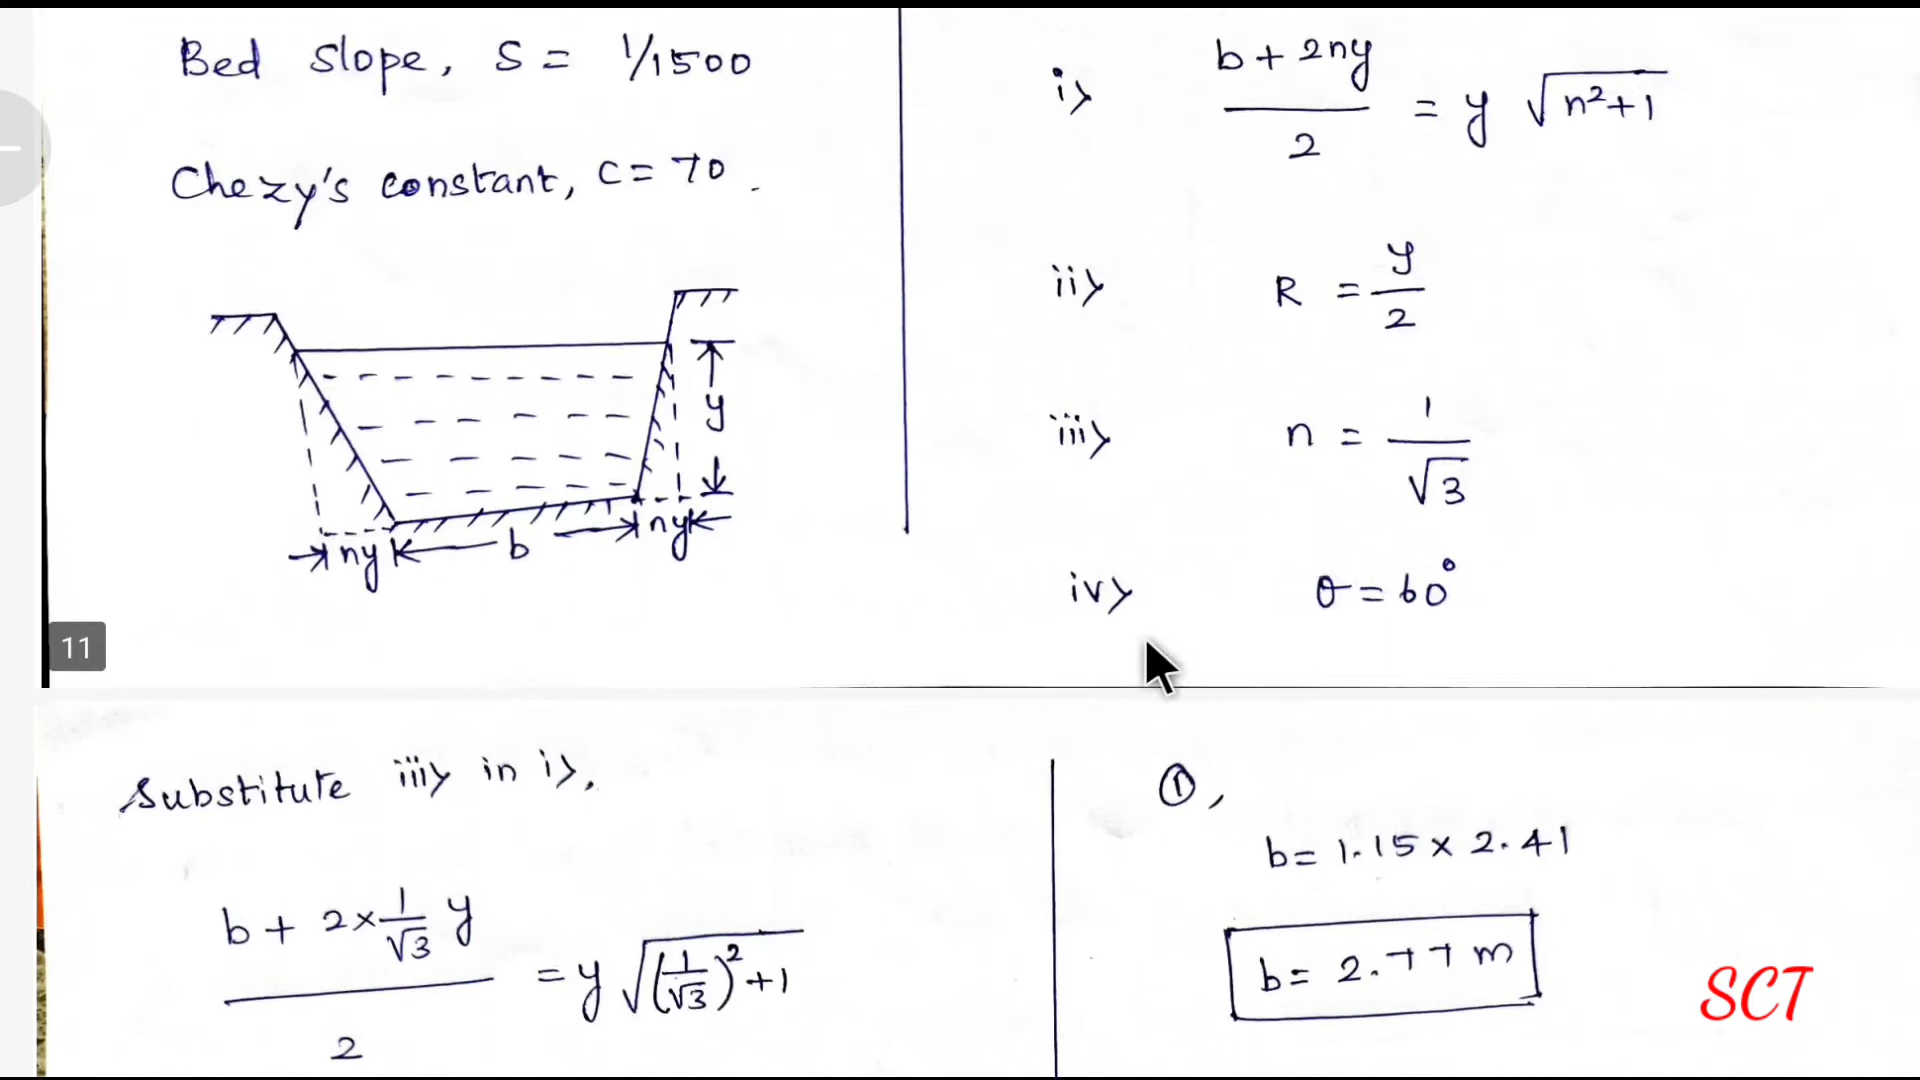 Bed slope, S = 1/1500
Chezy's constant, C = 70.
y
ny b ny
i> (b + 2ny)/2 = y √(n²+1)
ii> R = y/2
iii> n = 1/√3
iv> θ = 60°
11
Substitute iii> in i>,
(b + 2 × 1/√3 y)/2 = y √((1/√3)² + 1)
①,
b = 1.15 × 2.41
b = 2.77 m
SCT